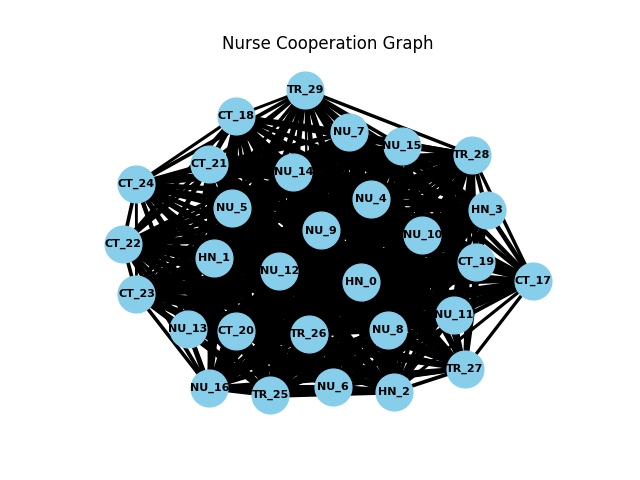 Nurse Cooperation Graph
TR_29
CT_18
NU_7
NU_15
TR_28
CT_21
NU_14
CT_24
NU_4
NU_5
HN_3
NU_9
NU_10
CT_22
HN_1
CT_19
NU_12
HN_0
CT_17
CT_23
NU_11
NU_13
CT_20
TR_26
NU_8
TR_27
NU_16
TR_25
NU_6
HN_2